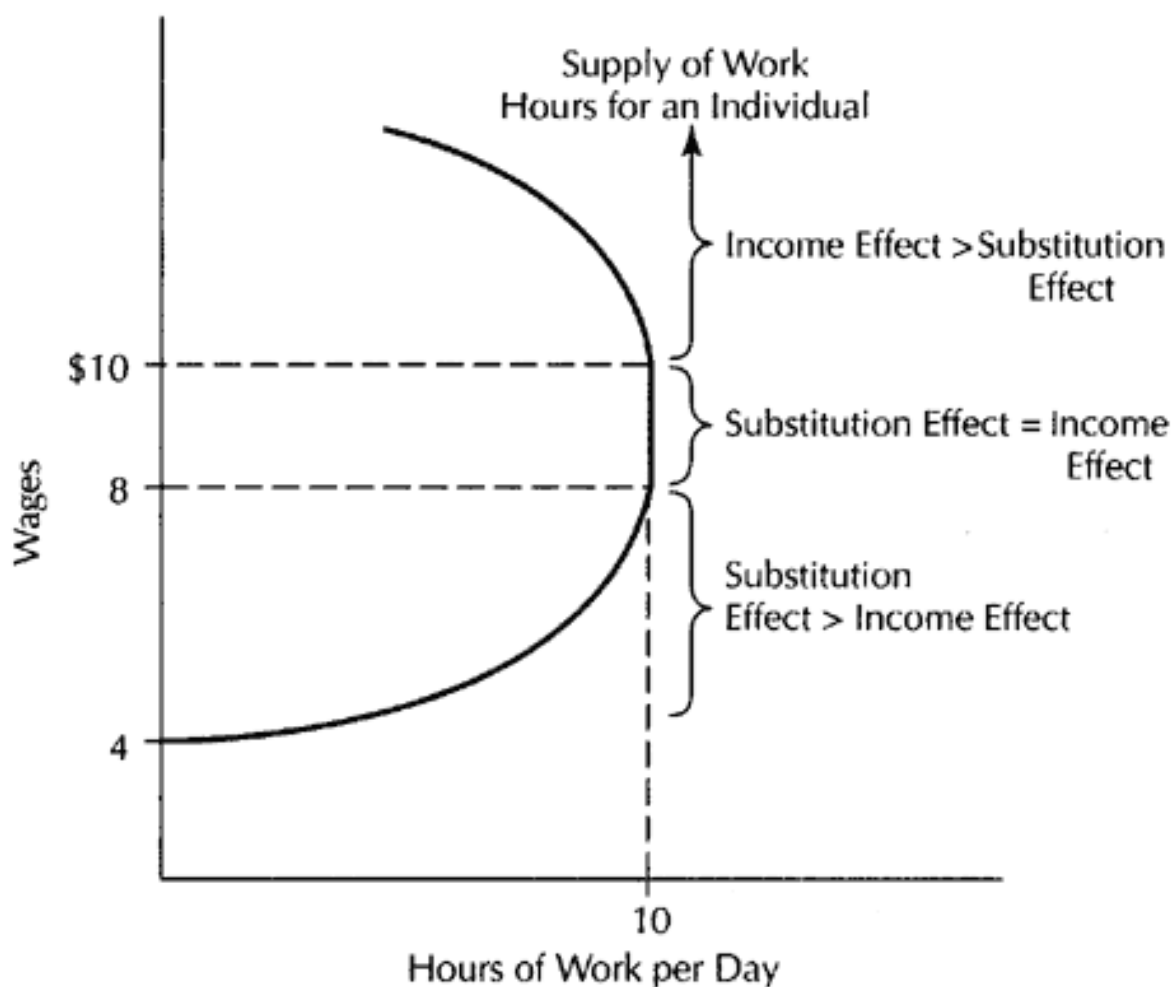 Supply of Work
Hours for an Individual
Income Effect > Substitution
Effect
$10
Substitution Effect = Income
Effect
8
Wages
Substitution
Effect > Income Effect
4
10
Hours of Work per Day